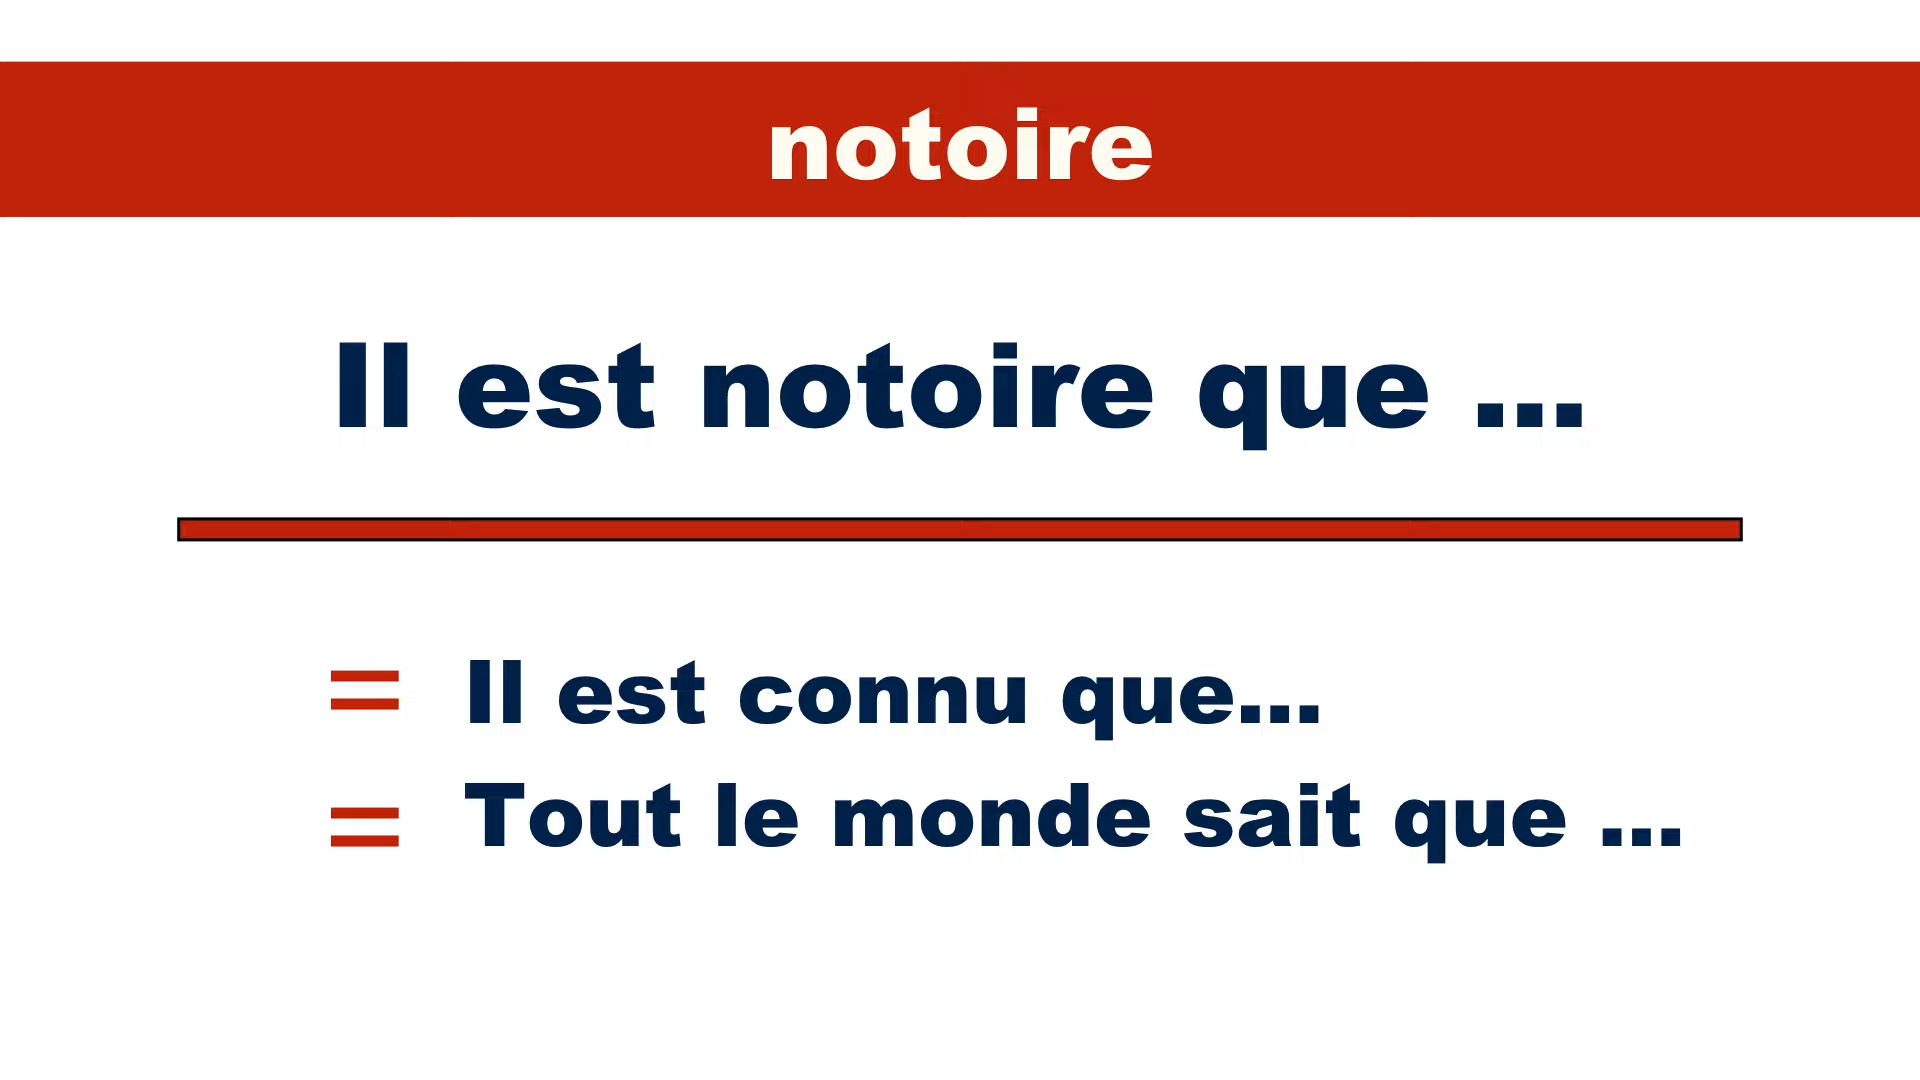 notoire
Il est notoire que ...
= Il est connu que...
= Tout le monde sait que ...